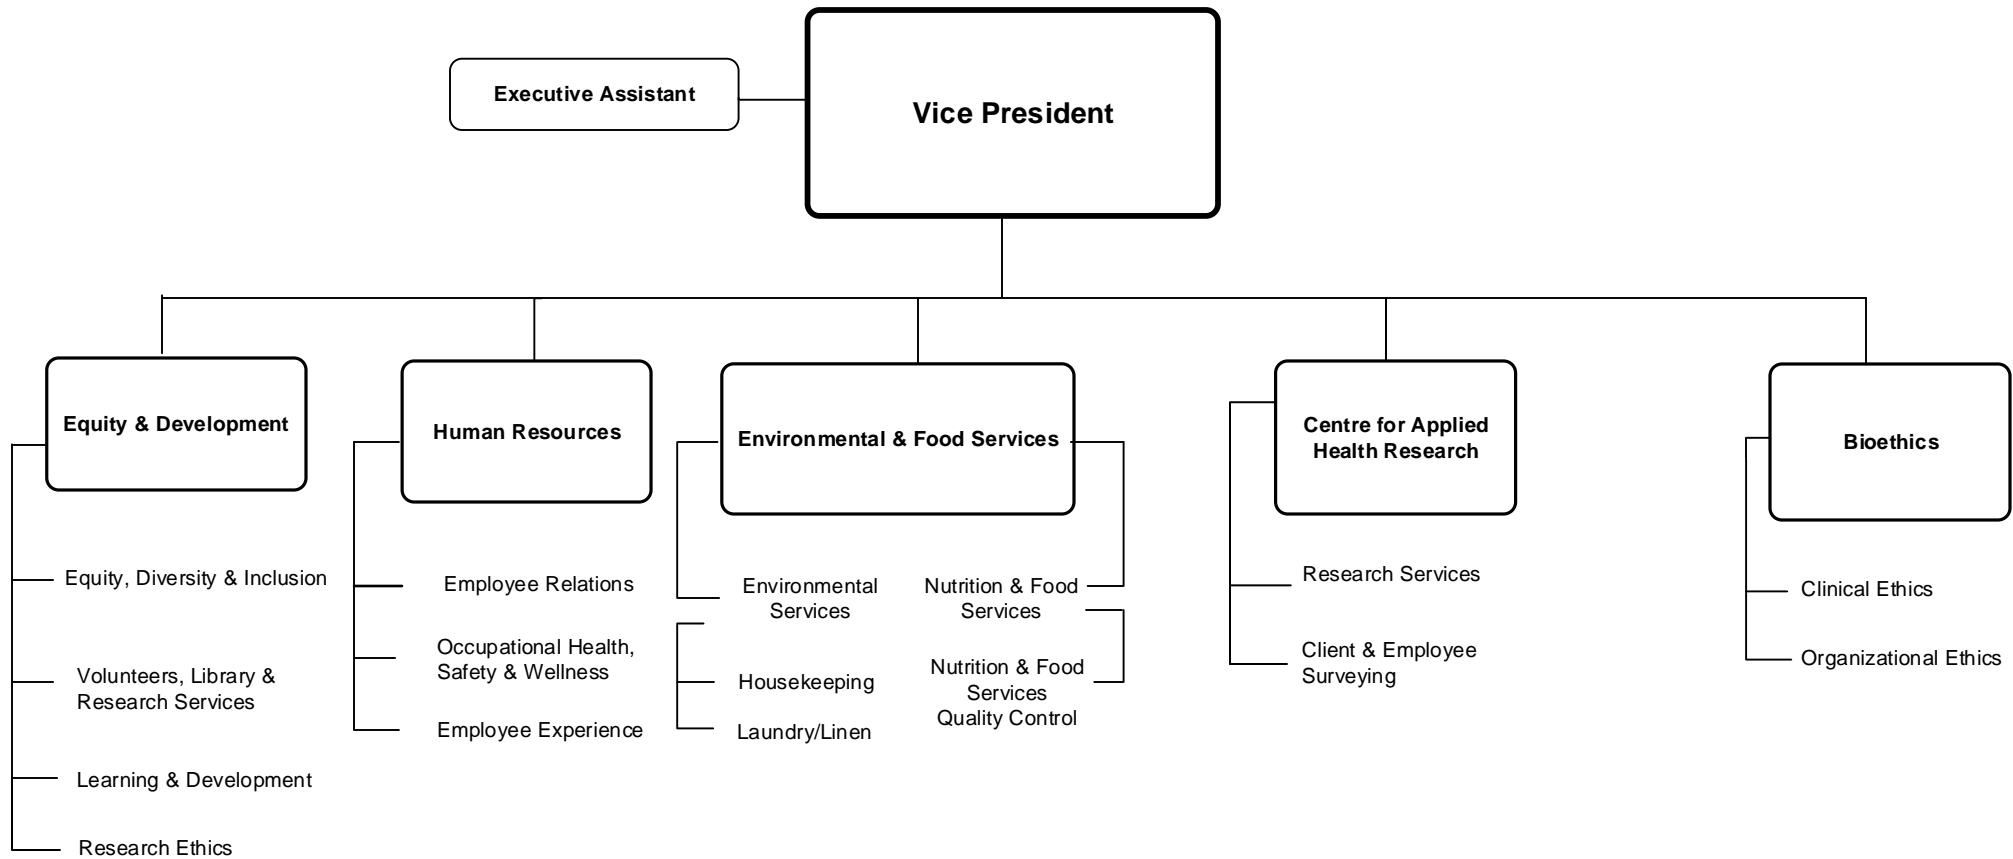 Executive Assistant
Vice President
Equity & Development
Equity, Diversity & Inclusion
Volunteers, Library &
Research Services
Learning & Development
Research Ethics
Human Resources
Employee Relations
Occupational Health,
Safety & Wellness
Employee Experience
Environmental & Food Services
Environmental
Services
Housekeeping
Laundry/Linen
Nutrition & Food
Services
Nutrition & Food
Services
Quality Control
Centre for Applied
Health Research
Research Services
Client & Employee
Surveying
Bioethics
Clinical Ethics
Organizational Ethics